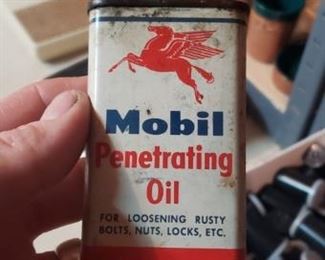 Mobil
Penetrating
Oil
FOR LOOSENING RUSTY
BOLTS, NUTS, LOCKS, ETC.